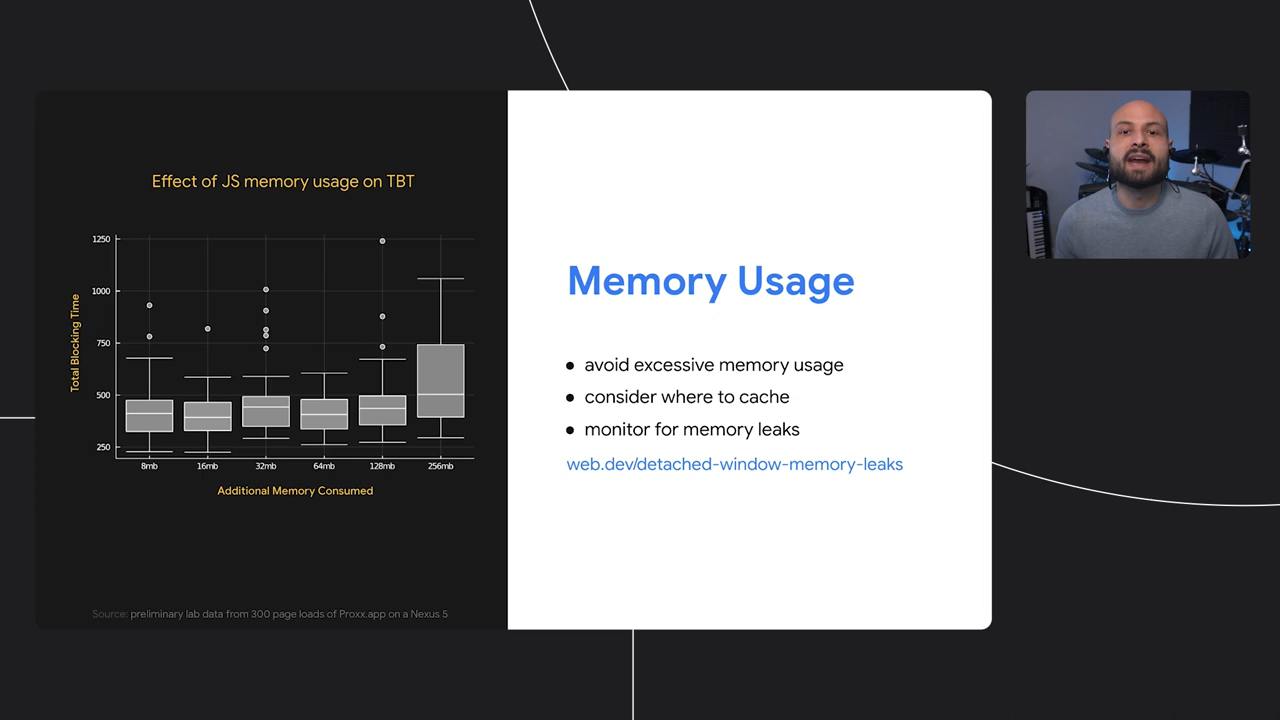 Effect of JS memory usage on TBT
1250
1000
750
500
250
Total Blocking Time
8mb 16mb 32mb 64mb 128mb 256mb
Additional Memory Consumed
Source: preliminary lab data from 300 page loads of Proxx.app on a Nexus 5
Memory Usage
● avoid excessive memory usage
● consider where to cache
● monitor for memory leaks
web.dev/detached-window-memory-leaks